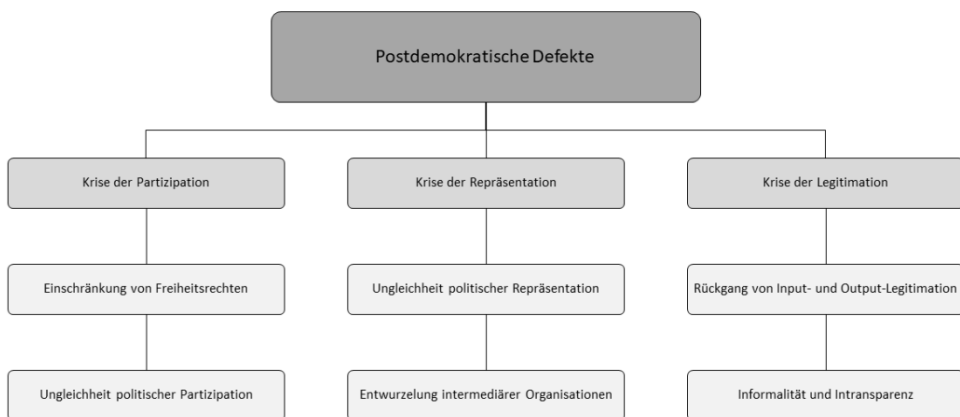 Postdemokratische Defekte
Krise der Partizipation
Krise der Repräsentation
Krise der Legitimation
Einschränkung von Freiheitsrechten
Ungleichheit politischer Repräsentation
Rückgang von Input- und Output-Legitimation
Ungleichheit politischer Partizipation
Entwurzelung intermediärer Organisationen
Informalität und Intransparenz